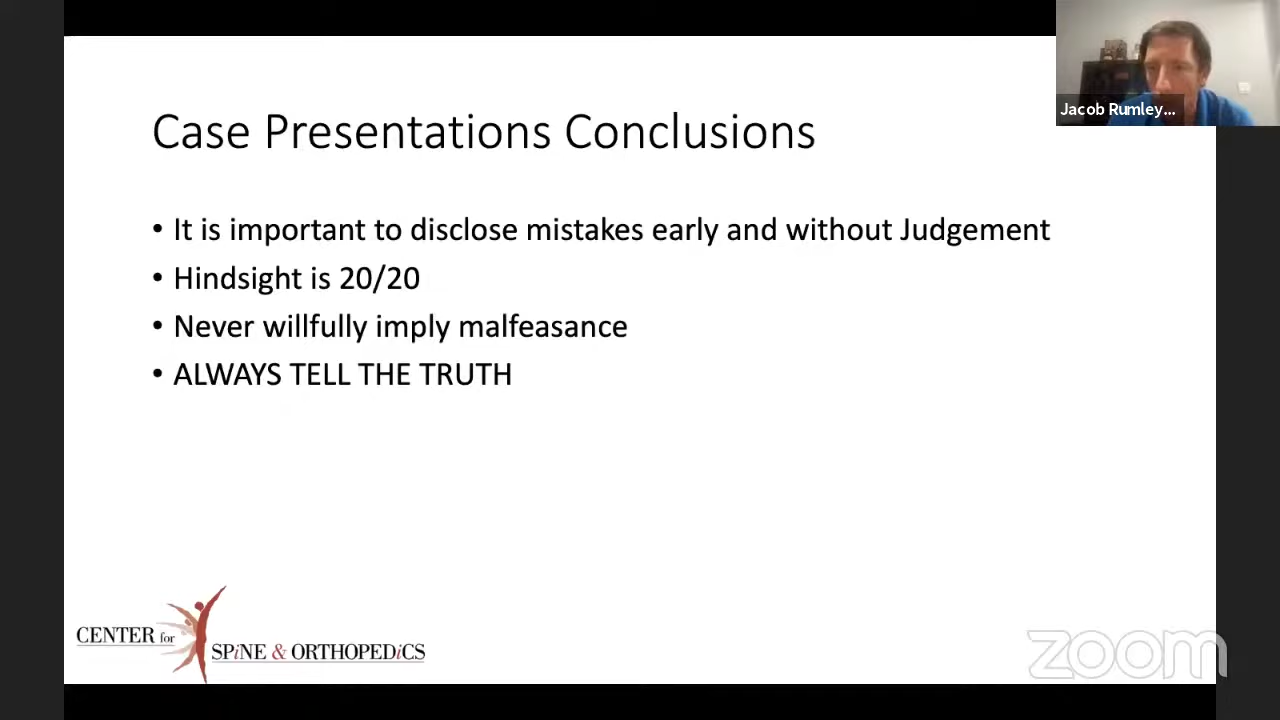 Jacob Rumley...
Case Presentations Conclusions
• It is important to disclose mistakes early and without Judgement
• Hindsight is 20/20
• Never willfully imply malfeasance
• ALWAYS TELL THE TRUTH
CENTER for
SPiNE & ORTHOPEDiCS
zoom